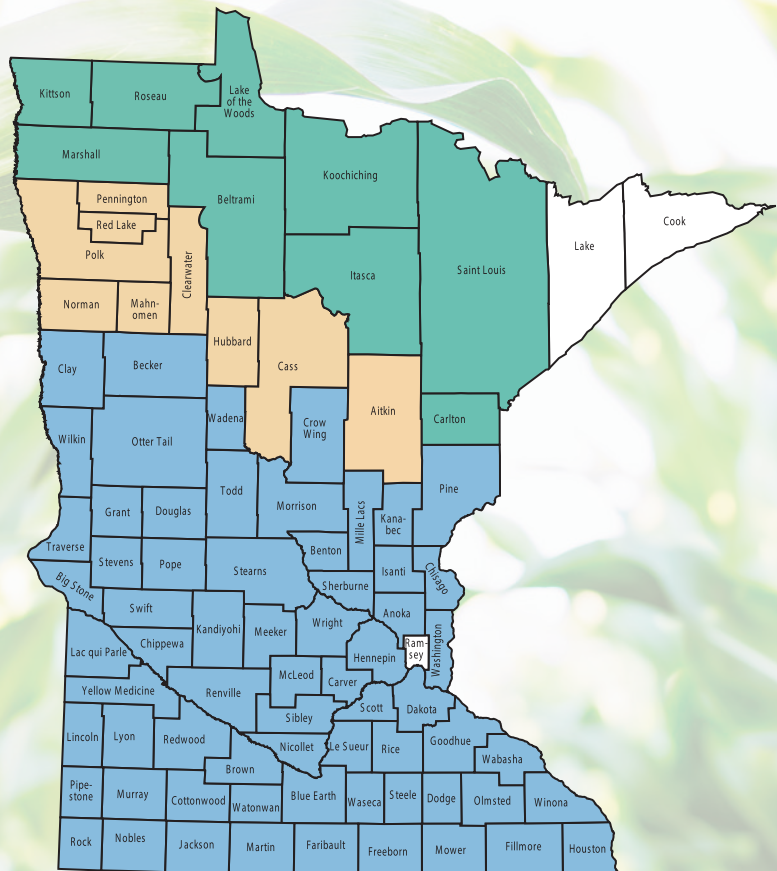 Kittson
Roseau
Lake
of the
Woods
Marshall
Koochiching
Beltrami
Pennington
Red Lake
Polk
Clearwater
Cook
Lake
Saint Louis
Itasca
Norman
Mahn-
omen
Hubbard
Cass
Clay
Becker
Aitkin
Carlton
Wadena
Crow
Wing
Wilkin
Otter Tail
Todd
Morrison
Mille Lacs
Kana-
bec
Pine
Grant
Douglas
Traverse
Stevens
Pope
Stearns
Benton
Isanti
Chisago
Big Stone
Sherburne
Swift
Kandiyohi
Meeker
Wright
Anoka
Lac qui Parle
Chippewa
Hennepin
Ram-
sey
Washington
Yellow Medicine
Renville
McLeod
Carver
Scott
Dakota
Sibley
Lincoln
Lyon
Redwood
Nicollet
Le Sueur
Rice
Goodhue
Wabasha
Brown
Pipe-
stone
Murray
Cottonwood
Watonwan
Blue Earth
Waseca
Steele
Dodge
Olmsted
Winona
Rock
Nobles
Jackson
Martin
Faribault
Freeborn
Mower
Fillmore
Houston